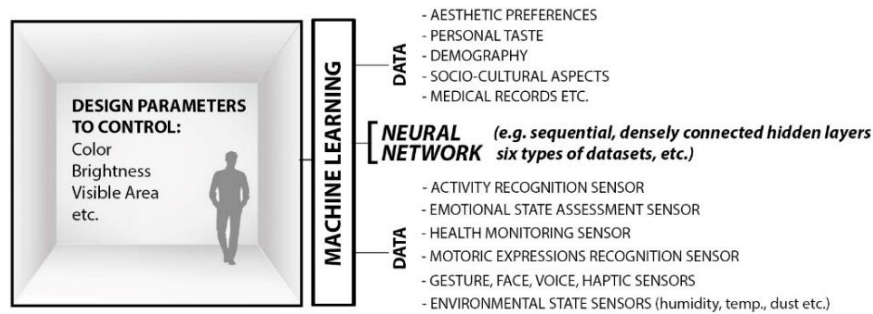 DESIGN PARAMETERS
TO CONTROL:
Color
Brightness
Visible Area
etc.
MACHINE LEARNING
DATA
- AESTHETIC PREFERENCES
- PERSONAL TASTE
- DEMOGRAPHY
- SOCIO-CULTURAL ASPECTS
- MEDICAL RECORDS ETC.
NEURAL (e.g. sequential, densely connected hidden layers
NETWORK six types of datasets, etc.)
DATA
- ACTIVITY RECOGNITION SENSOR
- EMOTIONAL STATE ASSESSMENT SENSOR
- HEALTH MONITORING SENSOR
- MOTORIC EXPRESSIONS RECOGNITION SENSOR
- GESTURE, FACE, VOICE, HAPTIC SENSORS
- ENVIRONMENTAL STATE SENSORS (humidity, temp., dust etc.)